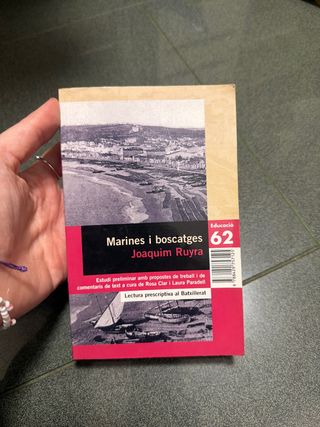 Marines i boscatges
Joaquim Ruyra
Educació
62
Estudi preliminar amb propostes de treball i de
comentaris de text a cura de Rosa Clar i Laura Paradell
Lectura prescriptiva al Batxillerat